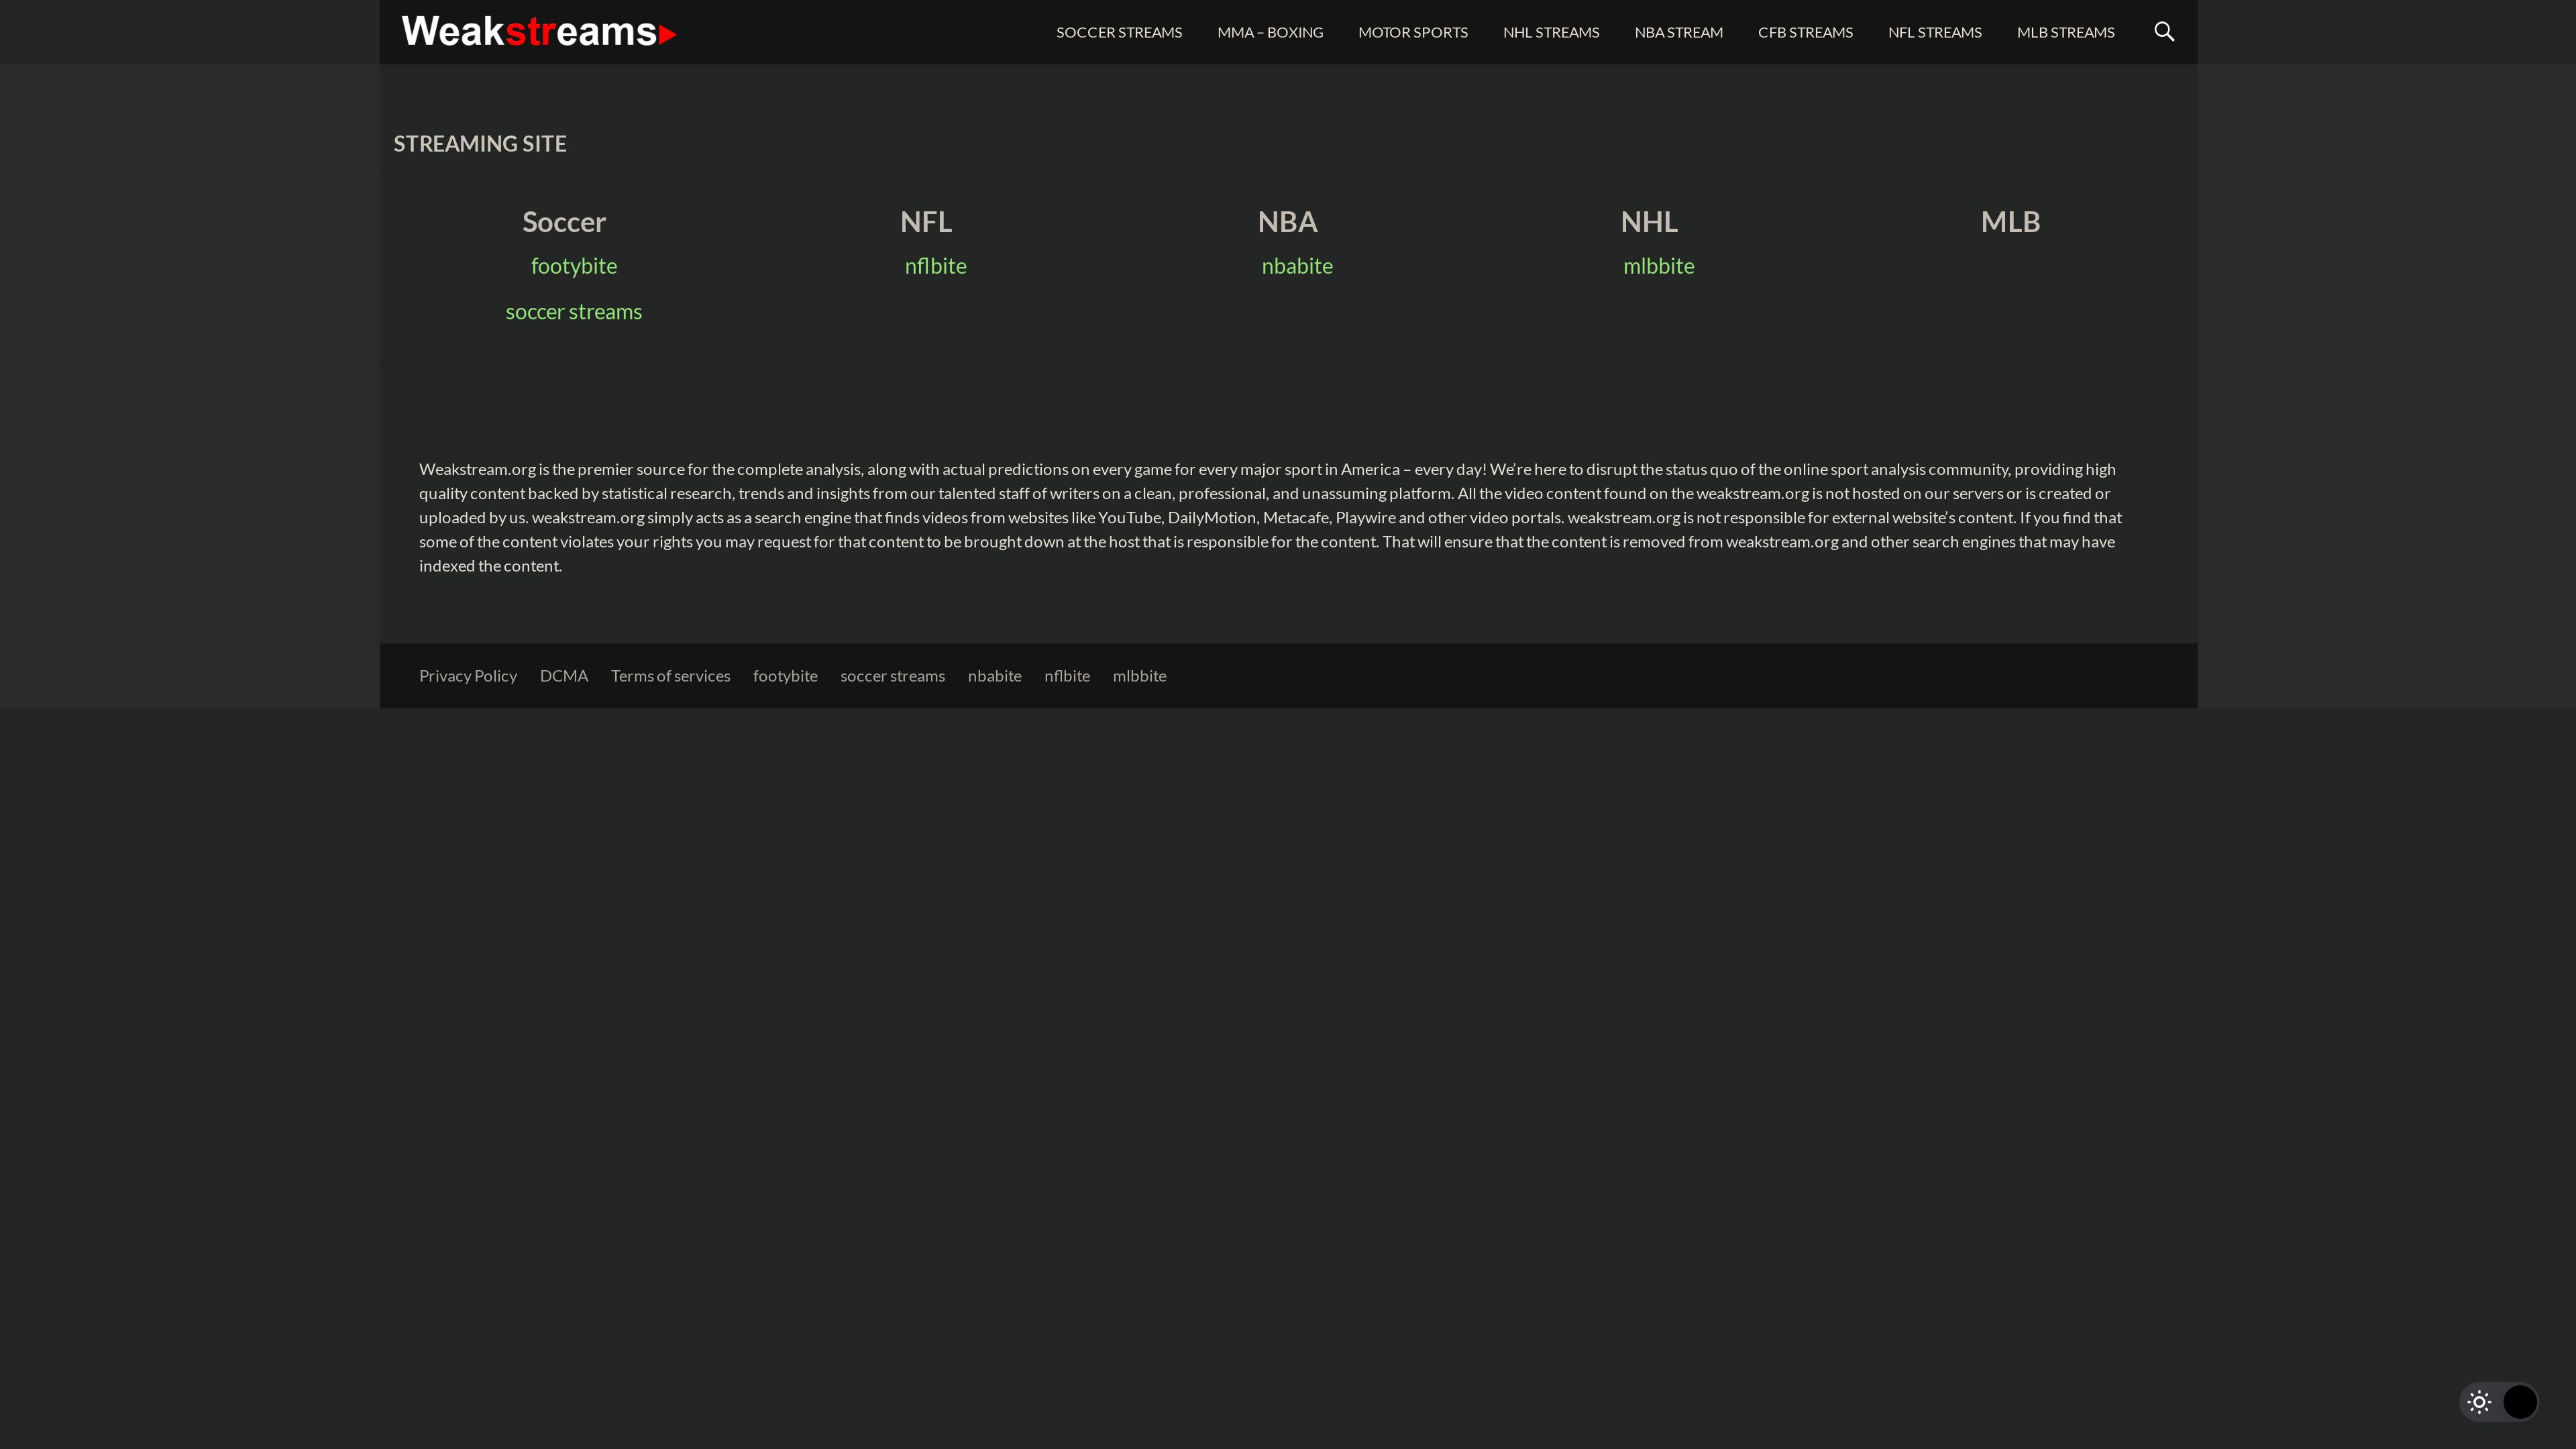 Weakstreams
SOCCER STREAMS MMA – BOXING MOTOR SPORTS NHL STREAMS NBA STREAM CFB STREAMS NFL STREAMS MLB STREAMS
STREAMING SITE
Soccer NFL NBA NHL MLB
footybite nflbite nbabite mlbbite
soccer streams
Weakstream.org is the premier source for the complete analysis, along with actual predictions on every game for every major sport in America – every day! We’re here to disrupt the status quo of the online sport analysis community, providing high
quality content backed by statistical research, trends and insights from our talented staff of writers on a clean, professional, and unassuming platform. All the video content found on the weakstream.org is not hosted on our servers or is created or
uploaded by us. weakstream.org simply acts as a search engine that finds videos from websites like YouTube, DailyMotion, Metacafe, Playwire and other video portals. weakstream.org is not responsible for external website’s content. If you find that
some of the content violates your rights you may request for that content to be brought down at the host that is responsible for the content. That will ensure that the content is removed from weakstream.org and other search engines that may have
indexed the content.
Privacy Policy DCMA Terms of services footybite soccer streams nbabite nflbite mlbbite